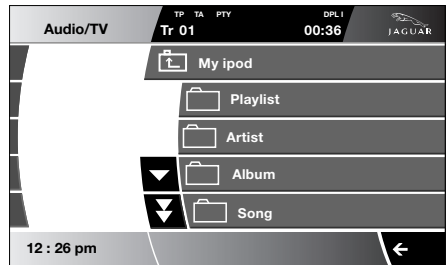 Audio/TV
TP TA PTY DPL I
Tr 01 00:36
JAGUAR
My ipod
Playlist
Artist
Album
Song
12 : 26 pm